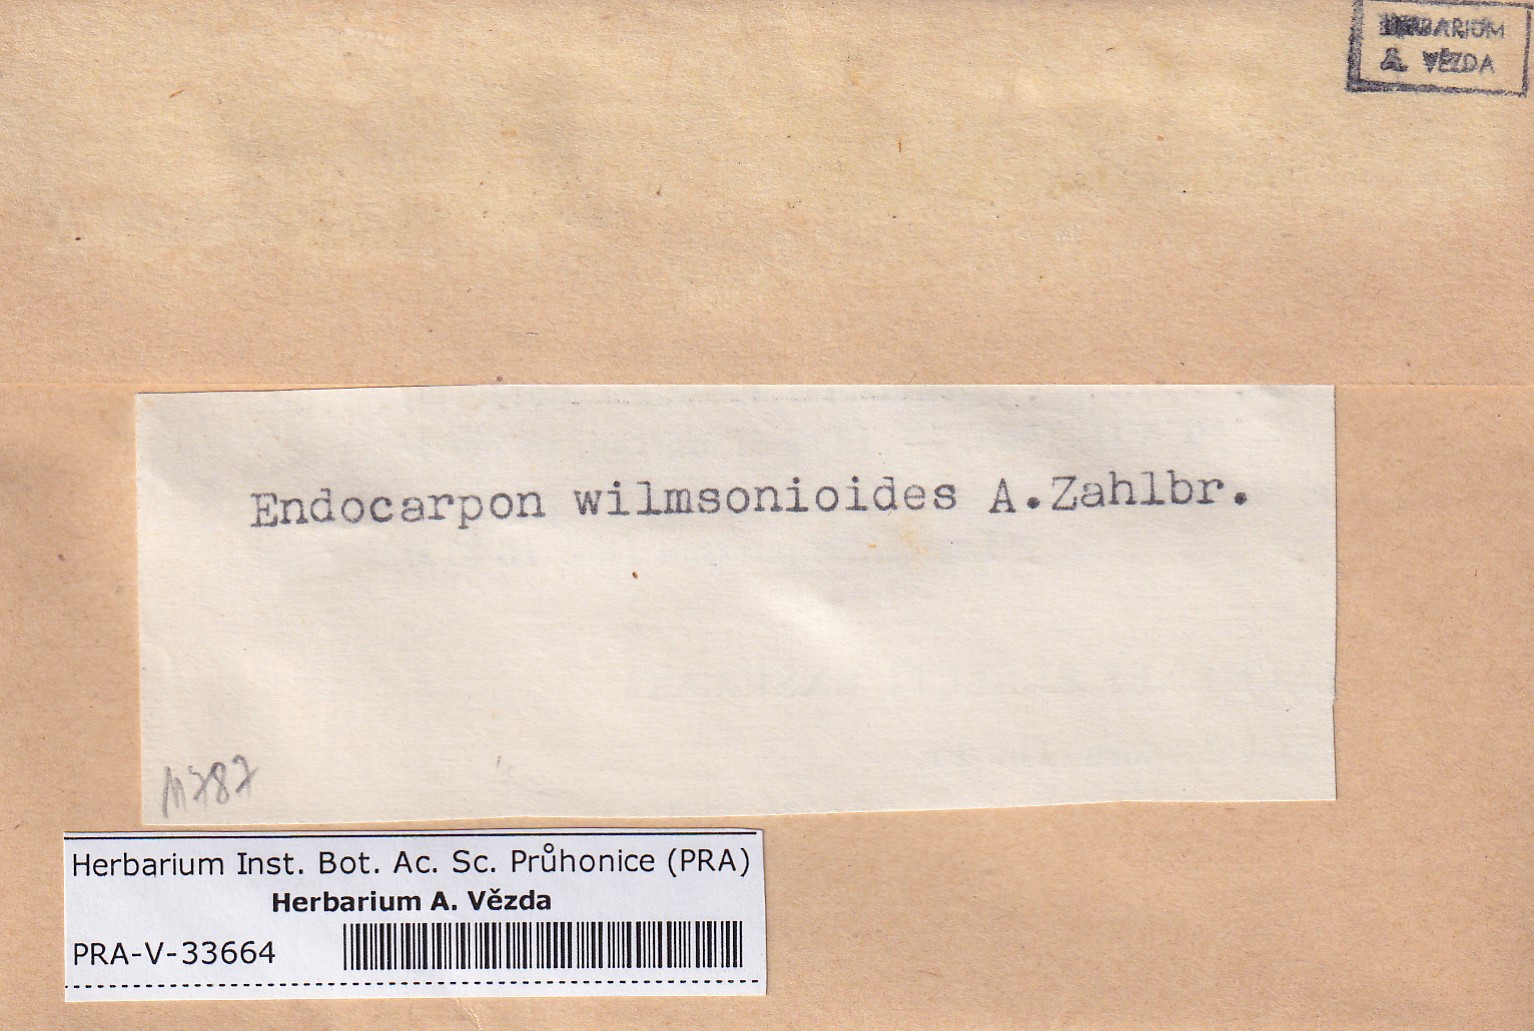 HERBARIUM
A. VĚZDA
Endocarpon wilmsonioides A.Zahlbr.
11787
Herbarium Inst. Bot. Ac. Sc. Průhonice (PRA)
Herbarium A. Vězda
PRA-V-33664